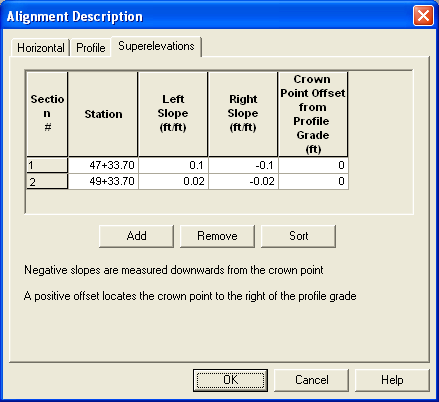 Alignment Description
Horizontal Profile Superelevations
Sectio
n
#
Station
Left
Slope
(ft/ft)
Right
Slope
(ft/ft)
Crown
Point Offset
from
Profile
Grade
(ft)
1 47+33.70 0.1 -0.1 0
2 49+33.70 0.02 -0.02 0
Add Remove Sort
Negative slopes are measured downwards from the crown point
A positive offset locates the crown point to the right of the profile grade
OK Cancel Help